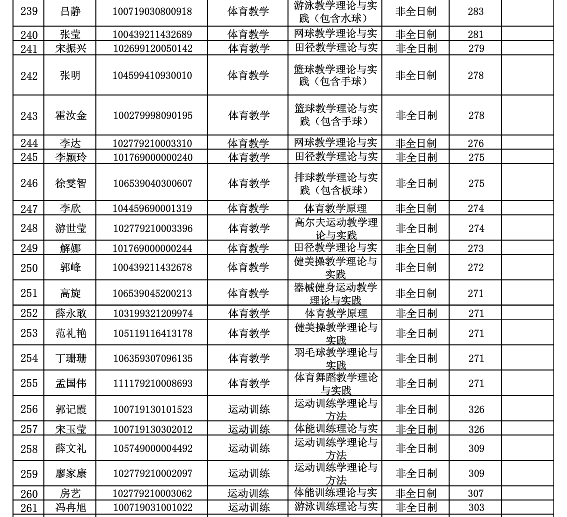 239 吕静 100719030800918 体育教学 游泳教学理论与实践（包含水球） 非全日制 283
240 张莹 100439211432689 体育教学 网球教学理论与实 非全日制 281
241 宋振兴 102699120050142 体育教学 田径教学理论与实 非全日制 279
242 张明 104599410930010 体育教学 篮球教学理论与实践（包含手球） 非全日制 278
243 霍汝金 100279998090195 体育教学 篮球教学理论与实践（包含手球） 非全日制 278
244 李达 102779210003310 体育教学 网球教学理论与实 非全日制 276
245 李颖玲 101769000000240 体育教学 田径教学理论与实 非全日制 275
246 徐雯智 106539040300607 体育教学 排球教学理论与实践（包含板球） 非全日制 275
247 李欣 104459690001319 体育教学 体育教学原理 非全日制 274
248 游世莹 102779210003396 体育教学 高尔夫运动教学理论与实践 非全日制 274
249 解娜 101769000000244 体育教学 田径教学理论与实 非全日制 273
250 郭峰 100439211432678 体育教学 健美操教学理论与实践 非全日制 272
251 高旋 106539045200213 体育教学 器械健身运动教学理论与实践 非全日制 271
252 薛永敢 103199321209974 体育教学 体育教学原理 非全日制 271
253 范礼艳 105119116413178 体育教学 健美操教学理论与实践 非全日制 271
254 丁珊珊 106359307096135 体育教学 羽毛球教学理论与实践 非全日制 271
255 孟国伟 111179210008693 体育教学 体育舞蹈教学理论与实践 非全日制 271
256 郭记霞 100719130101523 运动训练 运动训练学理论与方法 非全日制 326
257 宋玉莹 100719130302012 运动训练 体能训练理论与实 非全日制 326
258 薛文礼 105749000004492 运动训练 运动训练学理论与方法 非全日制 309
259 廖家康 102779210002097 运动训练 运动训练学理论与方法 非全日制 309
260 房艺 102779210003062 运动训练 体能训练理论与实 非全日制 307
261 冯冉旭 100719031001022 运动训练 游泳训练理论与实 非全日制 303